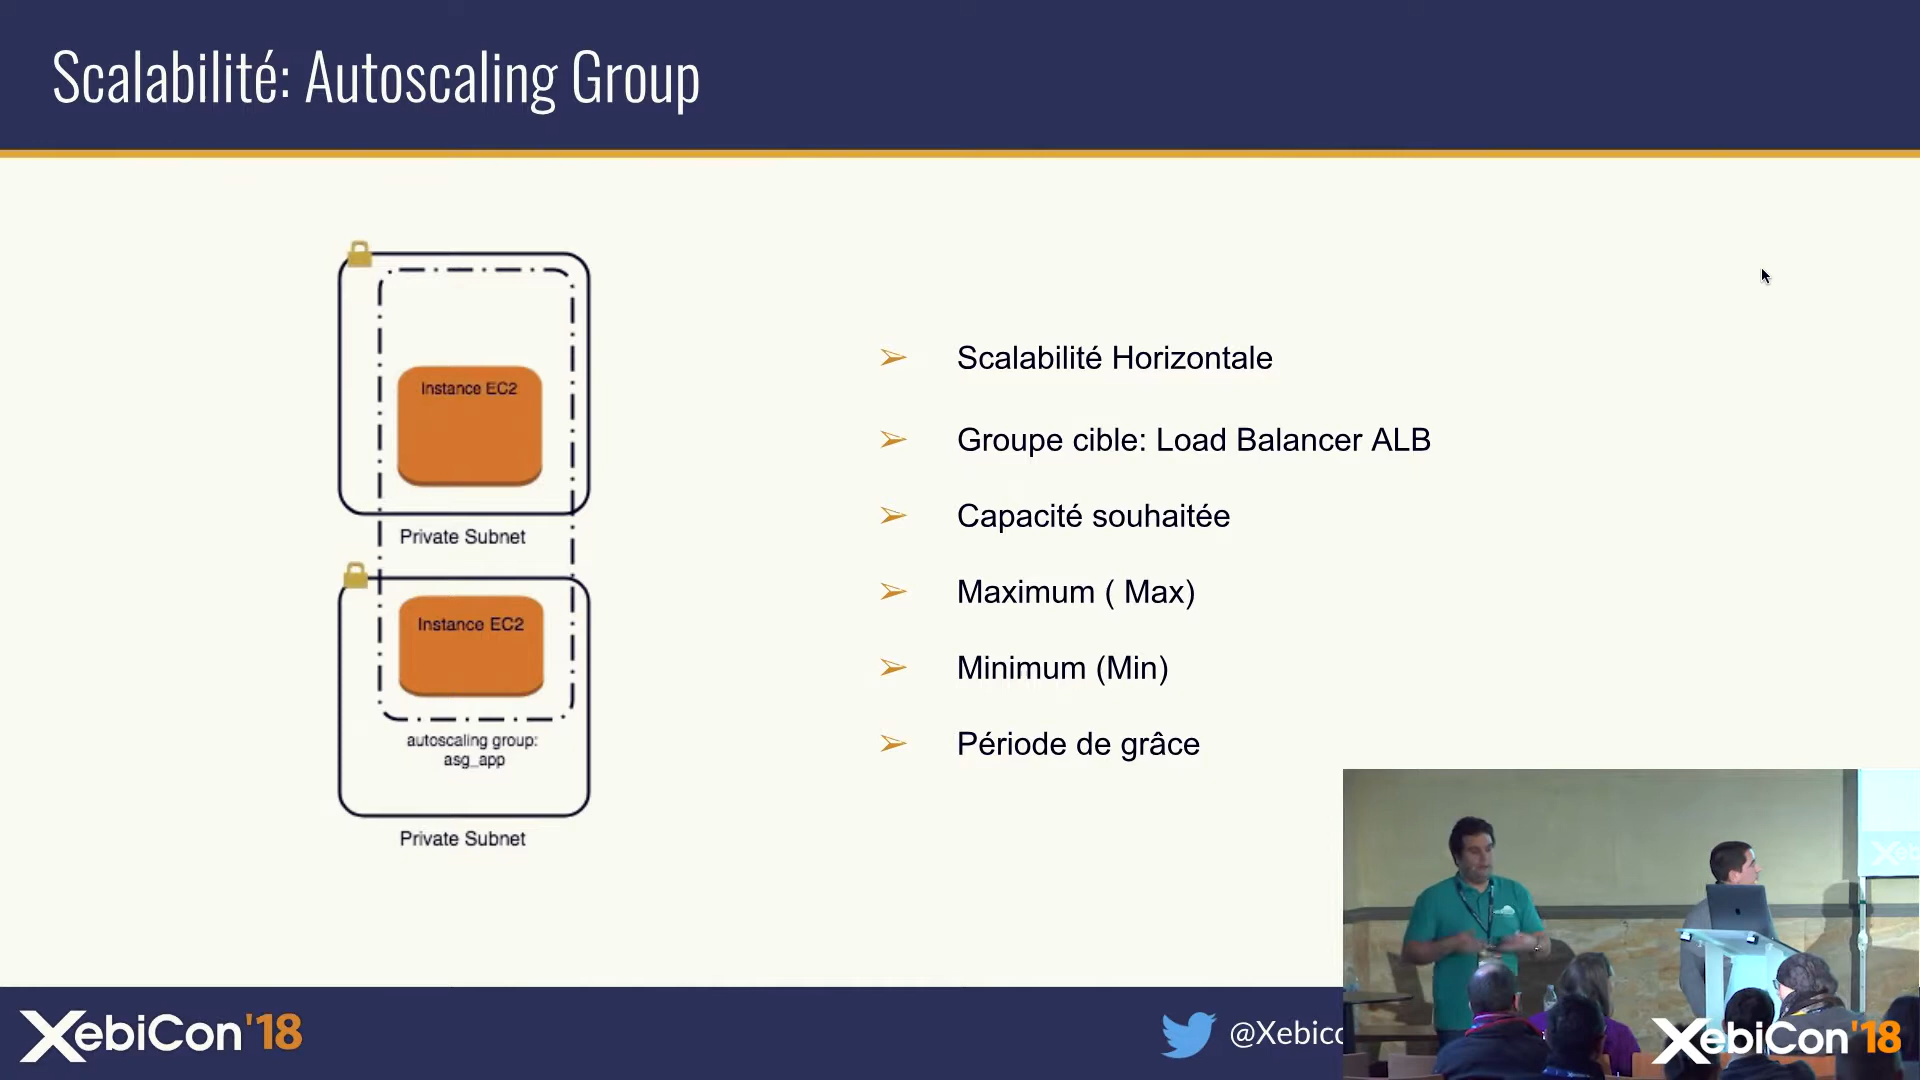 Scalabilité: Autoscaling Group
Instance EC2
Private Subnet
Instance EC2
autoscaling group:
asg_app
Private Subnet
➢ Scalabilité Horizontale
➢ Groupe cible: Load Balancer ALB
➢ Capacité souhaitée
➢ Maximum ( Max)
➢ Minimum (Min)
➢ Période de grâce
XebiCon'18
@Xebico
XebiCon'18